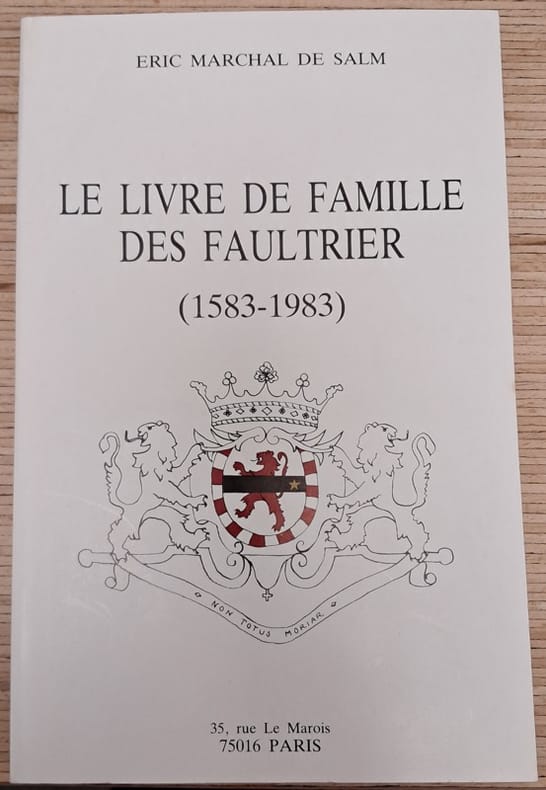 ERIC MARCHAL DE SALM
LE LIVRE DE FAMILLE
DES FAULTRIER
(1583-1983)
NON TOTUS MORIAR
35, rue Le Marois
75016 PARIS